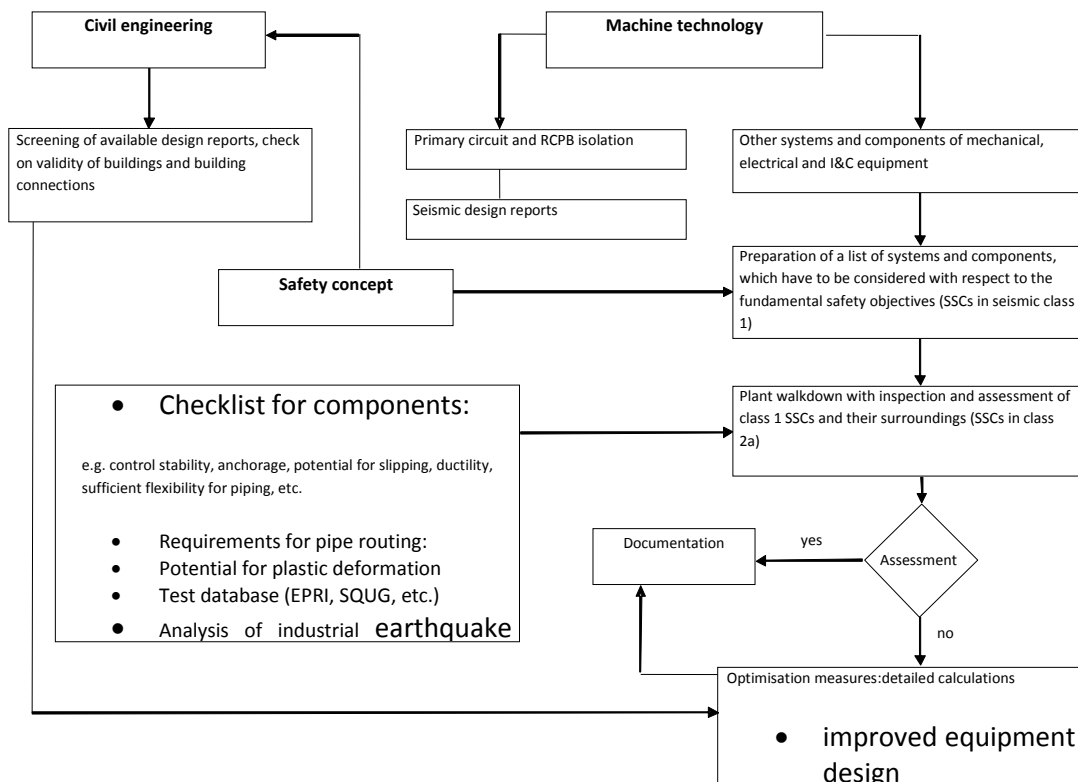 Civil engineering
Machine technology
Screening of available design reports, check
on validity of buildings and building
connections
Primary circuit and RCPB isolation
Seismic design reports
Other systems and components of mechanical,
electrical and I&C equipment
Safety concept
Preparation of a list of systems and components,
which have to be considered with respect to the
fundamental safety objectives (SSCs in seismic class
1)
• Checklist for components:
e.g. control stability, anchorage, potential for slipping, ductility,
sufficient flexibility for piping, etc.
• Requirements for pipe routing:
• Potential for plastic deformation
• Test database (EPRI, SQUG, etc.)
• Analysis of industrial earthquake
Plant walkdown with inspection and assessment of
class 1 SSCs and their surroundings (SSCs in class
2a)
Documentation
yes
Assessment
no
Optimisation measures:detailed calculations
• improved equipment
design